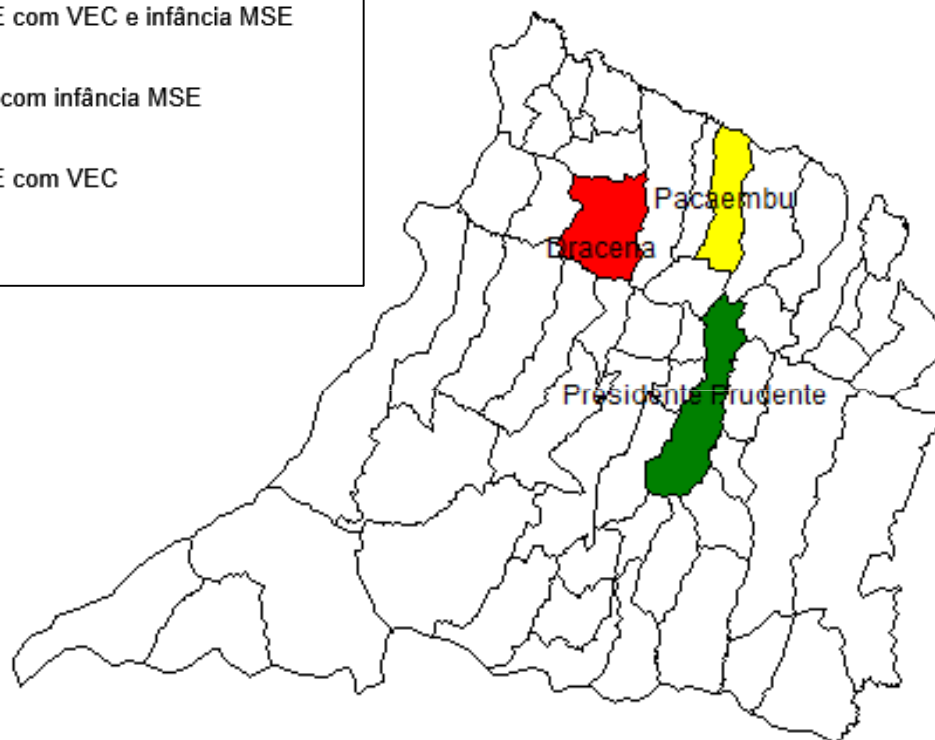 E com VEC e infância MSE
com infância MSE
E com VEC
Pacaembu
Dracena
Presidente Prudente